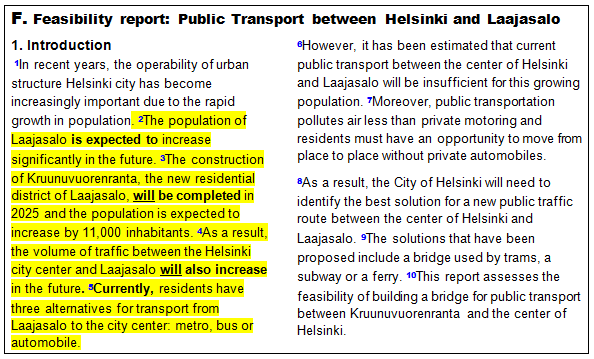 F. Feasibility report: Public Transport between Helsinki and Laajasalo
1. Introduction
1In recent years, the operability of urban
structure Helsinki city has become
increasingly important due to the rapid
growth in population. 2The population of
Laajasalo is expected to increase
significantly in the future. 3The construction
of Kruunuvuorenranta, the new residential
district of Laajasalo, will be completed in
2025 and the population is expected to
increase by 11,000 inhabitants. 4As a result,
the volume of traffic between the Helsinki
city center and Laajasalo will also increase
in the future. 5Currently, residents have
three alternatives for transport from
Laajasalo to the city center: metro, bus or
automobile.
6However, it has been estimated that current
public transport between the center of Helsinki
and Laajasalo will be insufficient for this growing
population. 7Moreover, public transportation
pollutes air less than private motoring and
residents must have an opportunity to move from
place to place without private automobiles.
8As a result, the City of Helsinki will need to
identify the best solution for a new public traffic
route between the center of Helsinki and
Laajasalo. 9The solutions that have been
proposed include a bridge used by trams, a
subway or a ferry. 10This report assesses the
feasibility of building a bridge for public transport
between Kruunuvuorenranta and the center of
Helsinki.